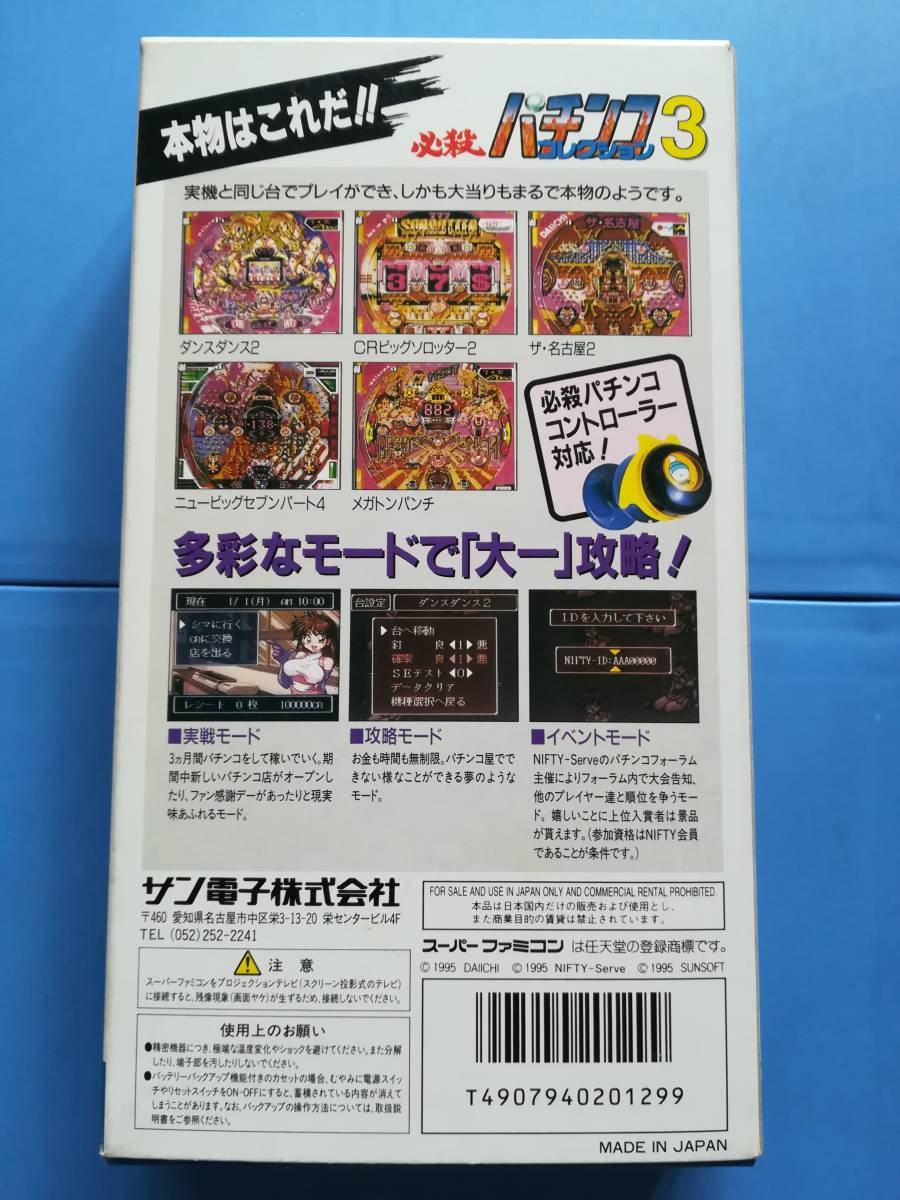 本物はこれだ!!
必殺 パチンコ コレクション 3
実機と同じ台でプレイができ、しかも大当りもまるで本物のようです。
777
3 7 $
DAIICHI
ザ・名古屋
ダンスダンス2
CRビッグソロッター2
ザ・名古屋2
138
882
必殺パチンコ
コントローラー
対応!
ニュービッグセブンパート4
メガトンパンチ
多彩なモードで「大一」攻略!
現在 1/ 1(月) AM 10:00
▶シマに行く
CRに交換
店を出る
レシート 0 枚 100000CR
台設定 ダンスダンス2
▶台へ移動
釘 良◀1▶悪
確率 良◀1▶悪
SEテスト◀0▶
データクリア
機種選択へ戻る
IDを入力して下さい
NIFTY-ID:AAA00000
■実戦モード
3ヵ月間パチンコをして稼いでいく。期
間中新しいパチンコ店がオープンし
たり、ファン感謝デーがあったりと現実
味あふれるモード。
■攻略モード
お金も時間も無制限。パチンコ屋でで
きない様なことができる夢のような
モード。
■イベントモード
NIFTY-Serveのパチンコフォーラム
主催によりフォーラム内で大会告知、
他のプレイヤー達と順位を争うモー
ド。嬉しいことに上位入賞者は景品
が貰えます。(参加資格はNIFTY会員
であることが条件です。)
サン電子株式会社
〒460 愛知県名古屋市中区栄3-13-20 栄センタービル4F
TEL (052)252-2241
注 意
スーパーファミコンをプロジェクションテレビ(スクリーン投影式のテレビ)
に接続すると、残像現象(画面ヤケ)が生ずるため、接続しないでください。
使用上のお願い
●精密機器につき、極端な温度変化やショックを避けてください。また分解
したり、端子部を汚したりしないでください。
●バッテリーバックアップ機能付きのカセットの場合、むやみに電源スイッ
チやリセットスイッチをON-OFFにすると、蓄積されている内容が消えて
しまうことがあります。なお、バックアップの操作方法については、取扱説
明書をご参照ください。
FOR SALE AND USE IN JAPAN ONLY AND COMMERCIAL RENTAL PROHIBITED.
本品は日本国内だけの販売および使用とし、
また商業目的の賃貸は禁止されています。
スーパーファミコン は任天堂の登録商標です。
© 1995 DAIICHI © 1995 NIFTY-Serve © 1995 SUNSOFT
T4907940201299
MADE IN JAPAN